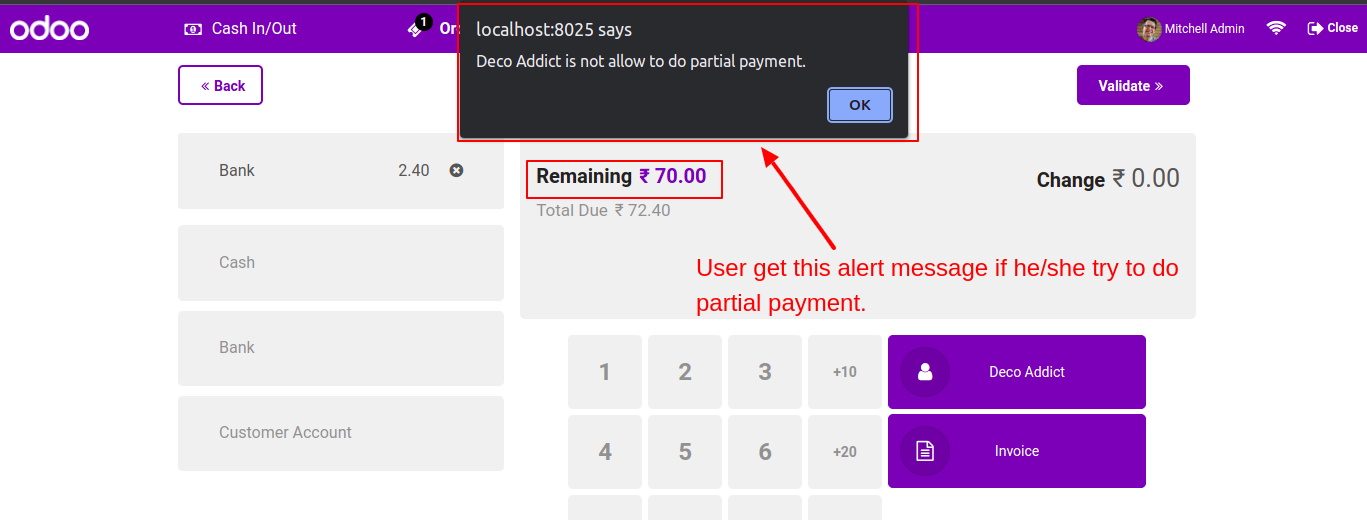 odoo
Cash In/Out
1
Or
localhost:8025 says
Deco Addict is not allow to do partial payment.
OK
Mitchell Admin
Close
Back
Validate
Bank 2.40
Remaining ₹ 70.00
Total Due ₹ 72.40
Change ₹ 0.00
Cash
User get this alert message if he/she try to do
partial payment.
Bank
Customer Account
1 2 3 +10
Deco Addict
4 5 6 +20
Invoice